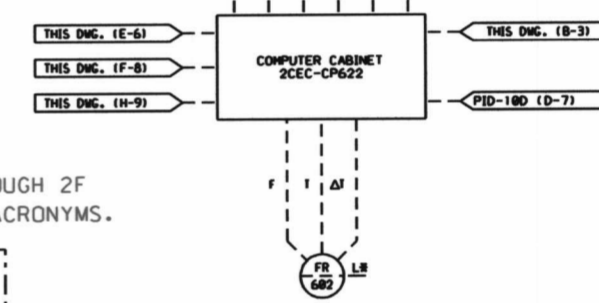 THIS DWG. (E-6)
THIS DWG. (F-8)
THIS DWG. (H-9)
COMPUTER CABINET
2CEC-CP622
THIS DWG. (B-3)
PID-10D (D-7)
OUGH 2F
ACRONYMS.
F T ΔT
FR
602
L#